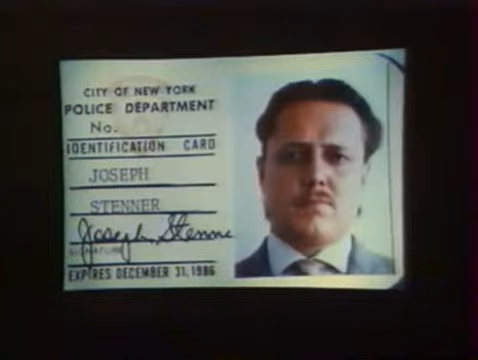 CITY OF NEW YORK
POLICE DEPARTMENT
No.
IDENTIFICATION CARD
JOSEPH
STENNER
Joseph Stenner
SIGNATURE
EXPIRES DECEMBER 31, 1986